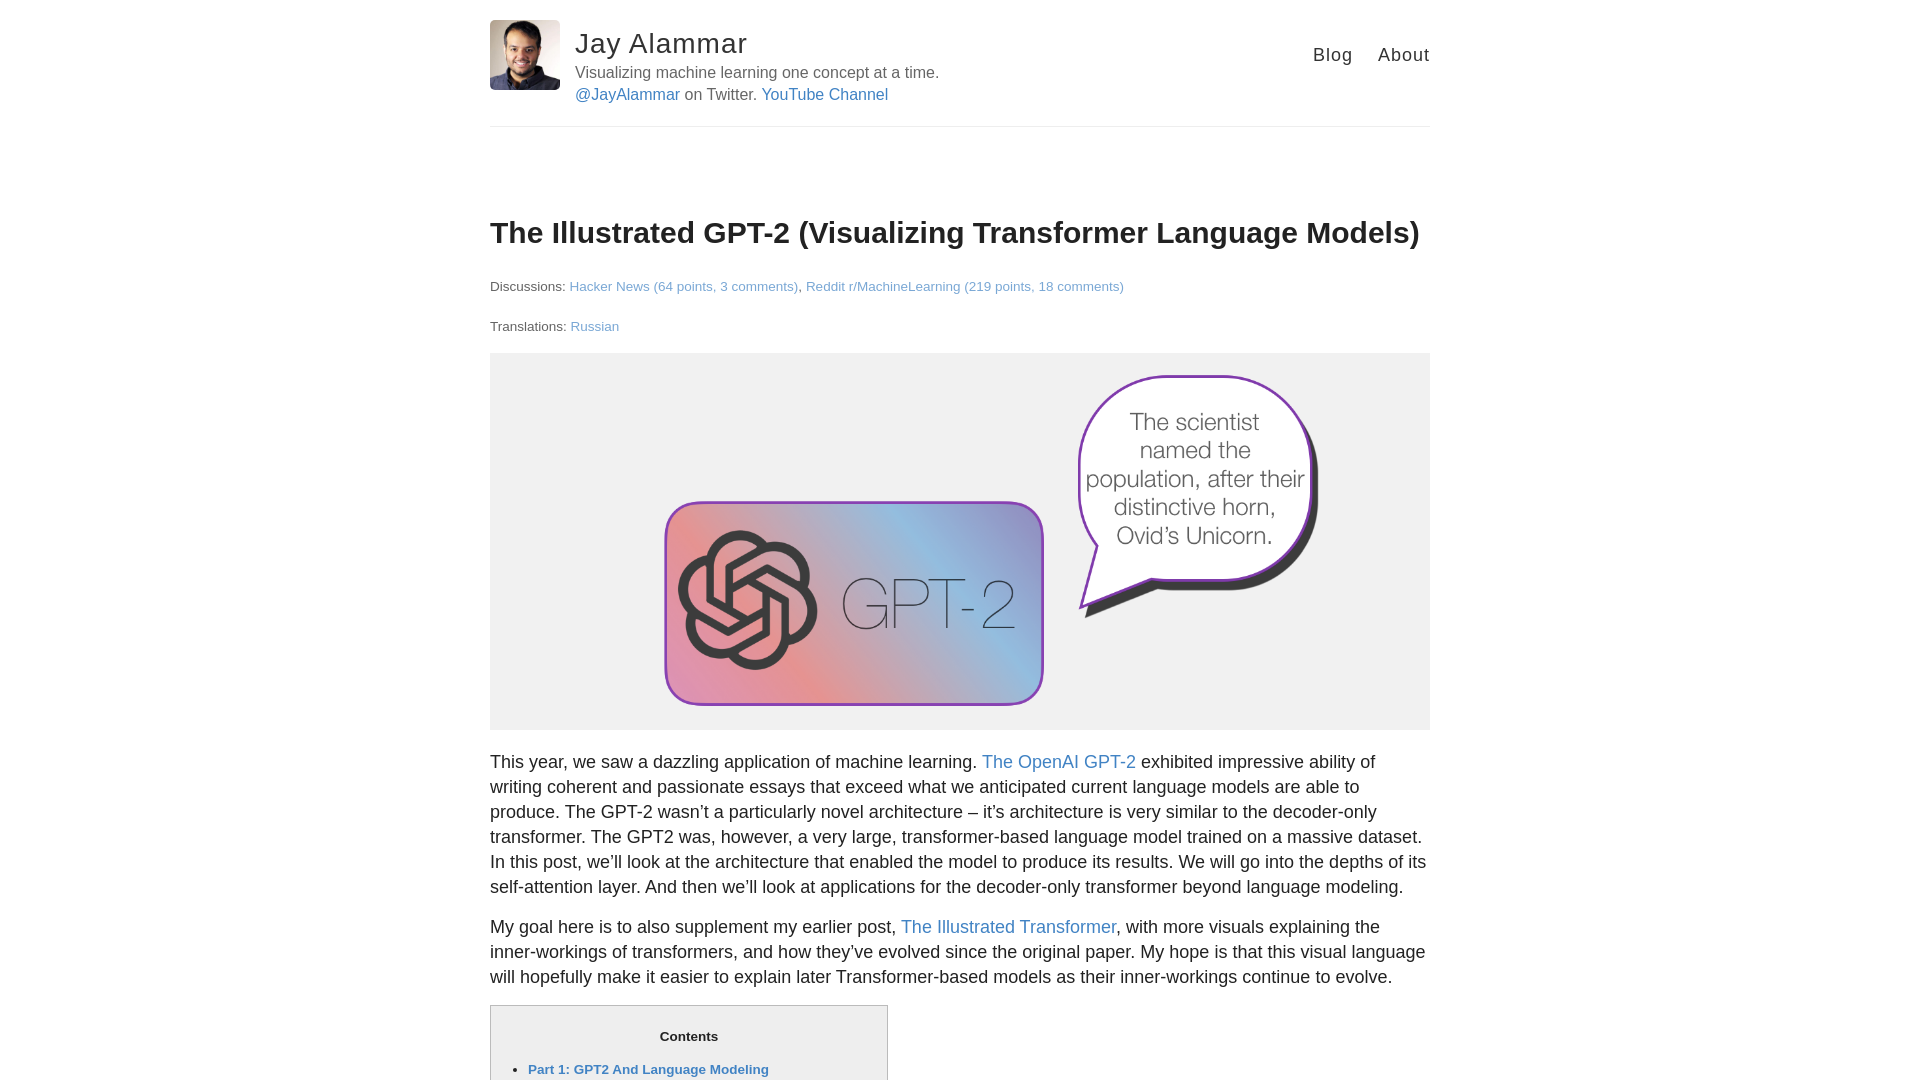 Jay Alammar
Visualizing machine learning one concept at a time.
@JayAlammar on Twitter. YouTube Channel
Blog About
The Illustrated GPT-2 (Visualizing Transformer Language Models)
Discussions: Hacker News (64 points, 3 comments), Reddit r/MachineLearning (219 points, 18 comments)
Translations: Russian
The scientist
named the
population, after their
distinctive horn,
Ovid’s Unicorn.
GPT-2
This year, we saw a dazzling application of machine learning. The OpenAI GPT-2 exhibited impressive ability of
writing coherent and passionate essays that exceed what we anticipated current language models are able to
produce. The GPT-2 wasn’t a particularly novel architecture – it’s architecture is very similar to the decoder-only
transformer. The GPT2 was, however, a very large, transformer-based language model trained on a massive dataset.
In this post, we’ll look at the architecture that enabled the model to produce its results. We will go into the depths of its
self-attention layer. And then we’ll look at applications for the decoder-only transformer beyond language modeling.
My goal here is to also supplement my earlier post, The Illustrated Transformer, with more visuals explaining the
inner-workings of transformers, and how they’ve evolved since the original paper. My hope is that this visual language
will hopefully make it easier to explain later Transformer-based models as their inner-workings continue to evolve.
Contents
• Part 1: GPT2 And Language Modeling